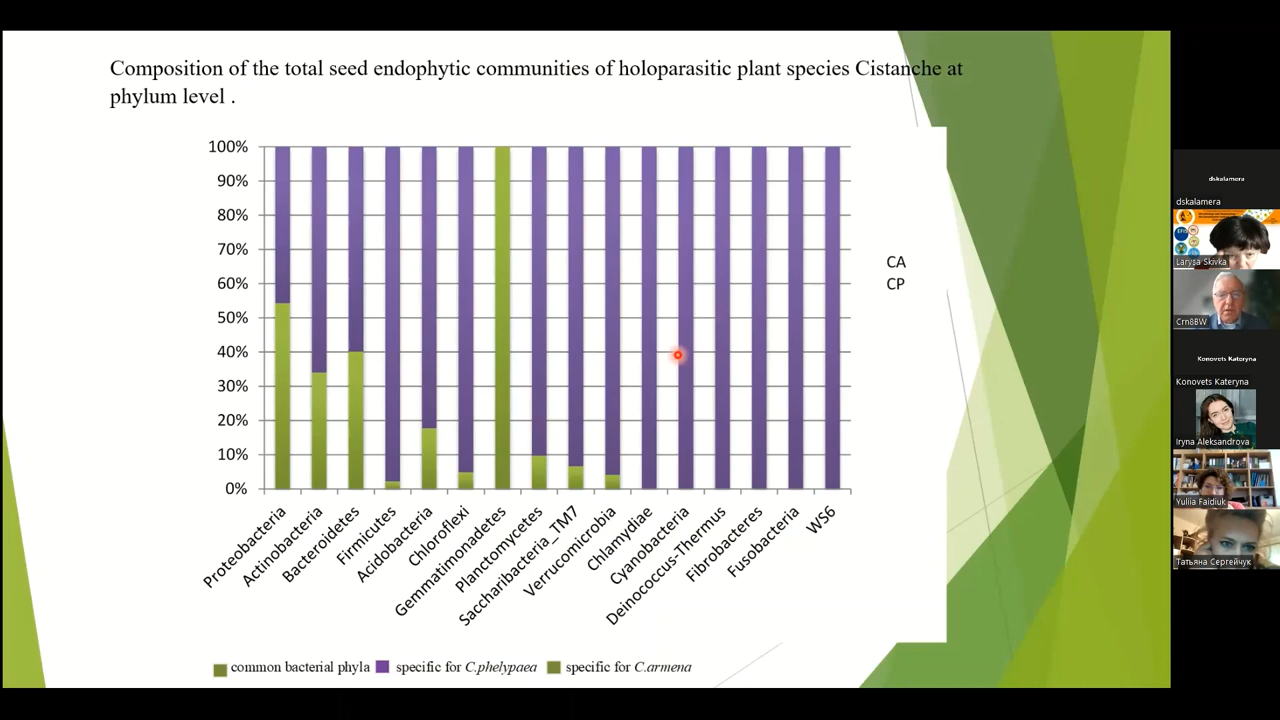 Composition of the total seed endophytic communities of holoparasitic plant species Cistanche at
phylum level .
100%
90%
80%
70%
60%
50%
40%
30%
20%
10%
0%
Proteobacteria
Actinobacteria
Bacteroidetes
Firmicutes
Acidobacteria
Chloroflexi
Gemmatimonadetes
Planctomycetes
Saccharibacteria_TM7
Verrucomicrobia
Chlamydiae
Cyanobacteria
Deinococcus-Thermus
Fibrobacteres
Fusobacteria
WS6
CA
CP
common bacterial phyla
specific for C.phelypaea
specific for C.armena
dskalamera
dskalamera
Larysa Skivka
Crn8BW
Konovets Kateryna
Konovets Kateryna
Iryna Aleksandrova
Yuliia Faidiuk
Татьяна Сергейчук